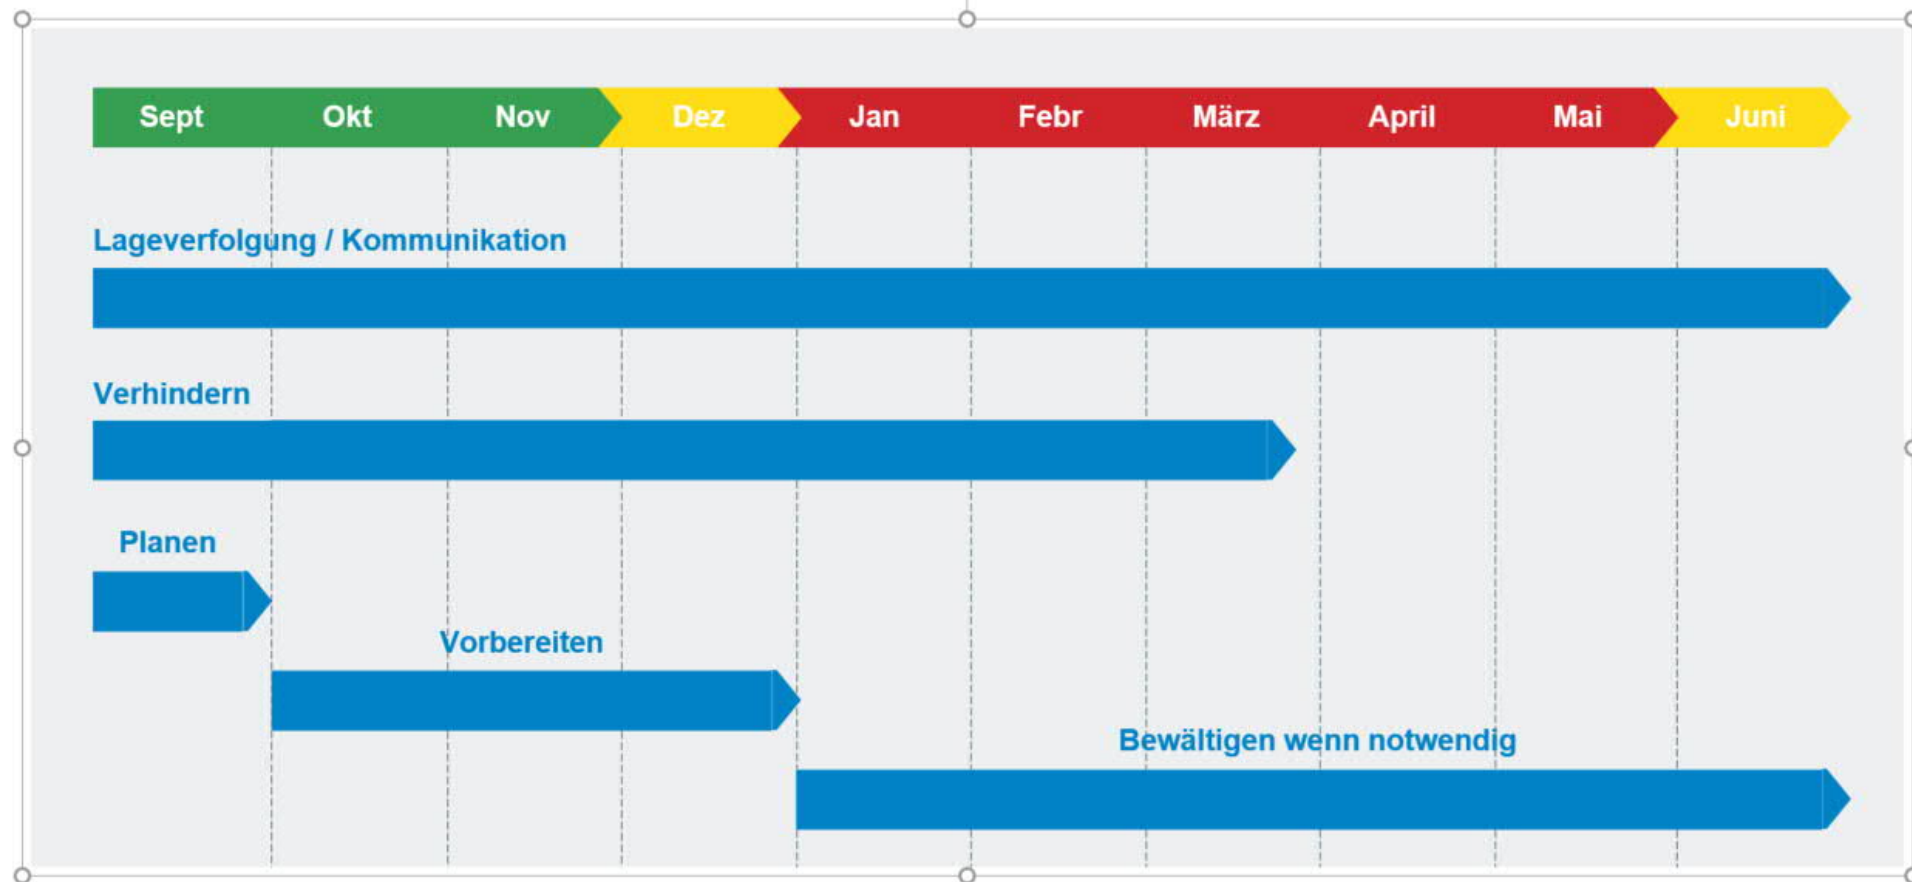 Sept Okt Nov Dez Jan Febr März April Mai Juni
Lageverfolgung / Kommunikation
Verhindern
Planen
Vorbereiten
Bewältigen wenn notwendig